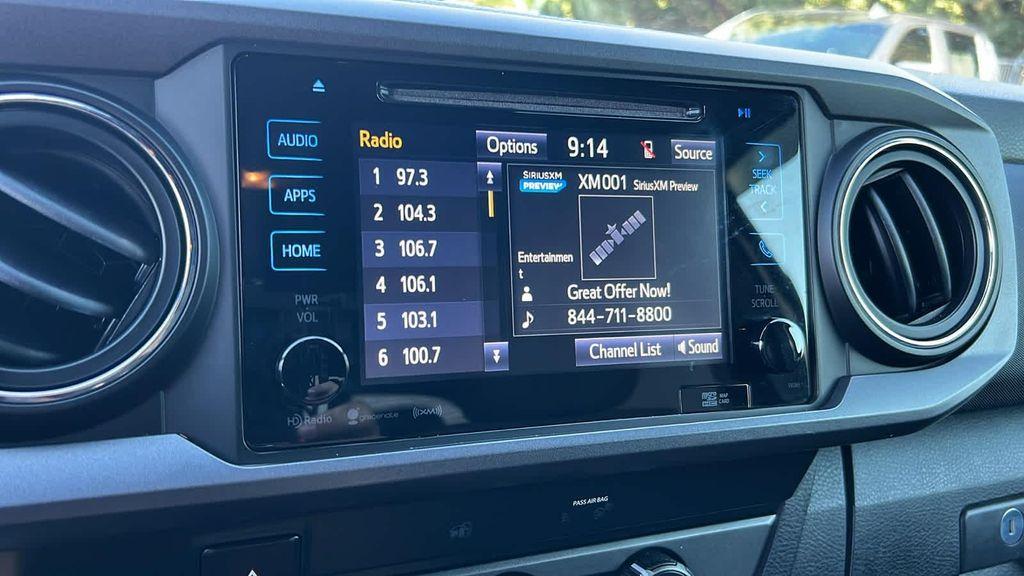 AUDIO
APPS
HOME
PWR
VOL
HD Radio
gracenote
((XM))
Radio
Options
9:14
Source
1 97.3
2 104.3
3 106.7
4 106.1
5 103.1
6 100.7
SIRIUSXM
PREVIEW
XM001 SiriusXM Preview
Entertainmen
t
Great Offer Now!
844-711-8800
Channel List
Sound
SEEK
TRACK
TUNE
SCROLL
MAP
CARD
PASS AIR BAG